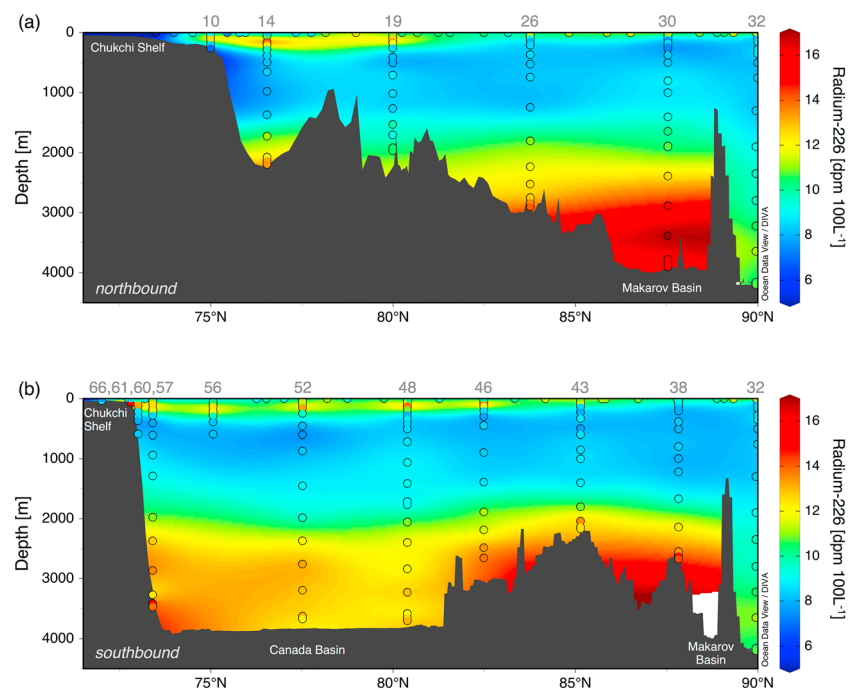 (a)
10 14 19 26 30 32
Chukchi Shelf
0
1000
2000
3000
4000
Depth [m]
northbound
Makarov Basin
Ocean Data View / DIVA
75°N 80°N 85°N 90°N
16
14
12
10
8
6
Radium-226 [dpm 100L⁻¹]
(b)
66,61,60,57 56 52 48 46 43 38 32
Chukchi
Shelf
0
1000
2000
3000
4000
Depth [m]
southbound
Canada Basin
Makarov
Basin
Ocean Data View / DIVA
75°N 80°N 85°N 90°N
16
14
12
10
8
6
Radium-226 [dpm 100L⁻¹]